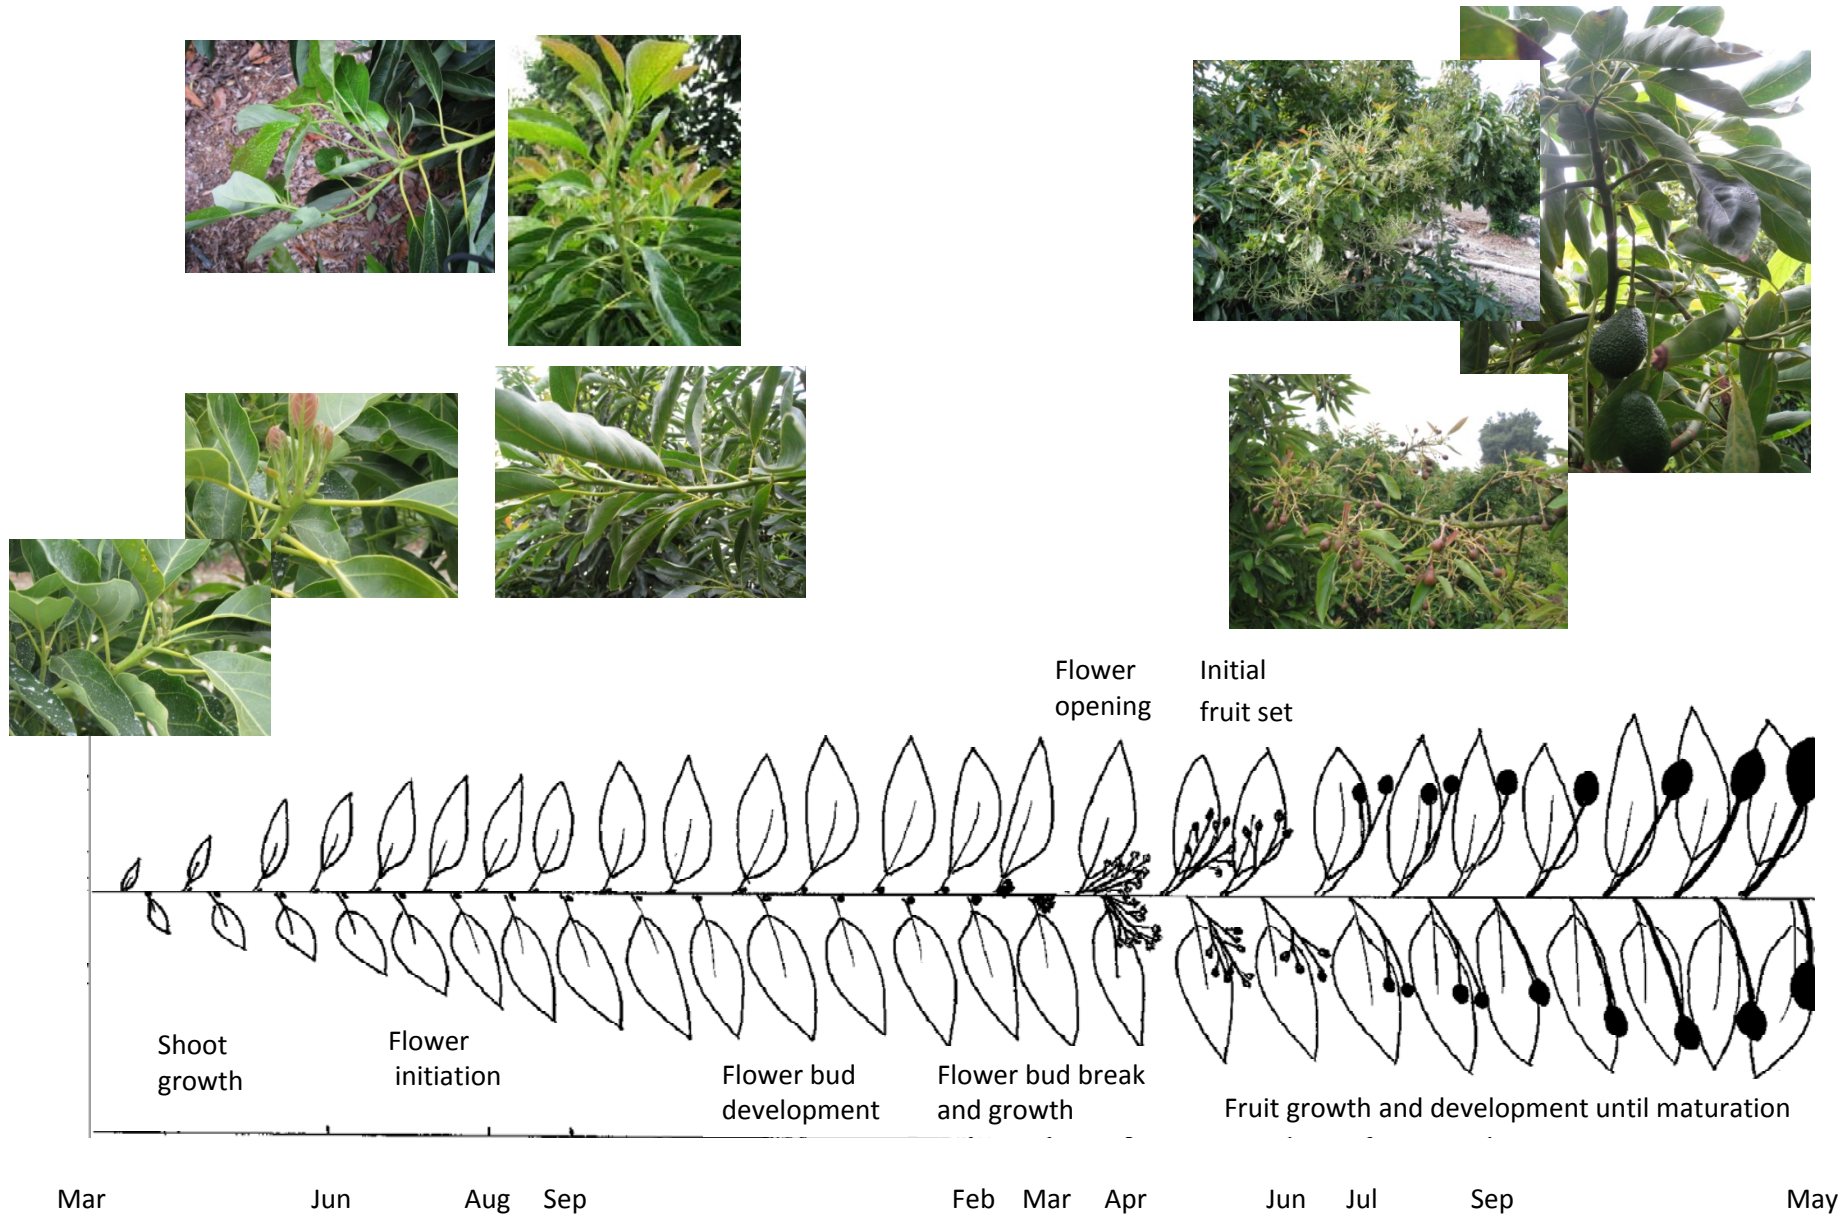 Flower
opening
Initial
fruit set
Shoot
growth
Flower
initiation
Flower bud
development
Flower bud break
and growth
Fruit growth and development until maturation
Mar Jun Aug Sep Feb Mar Apr Jun Jul Sep May